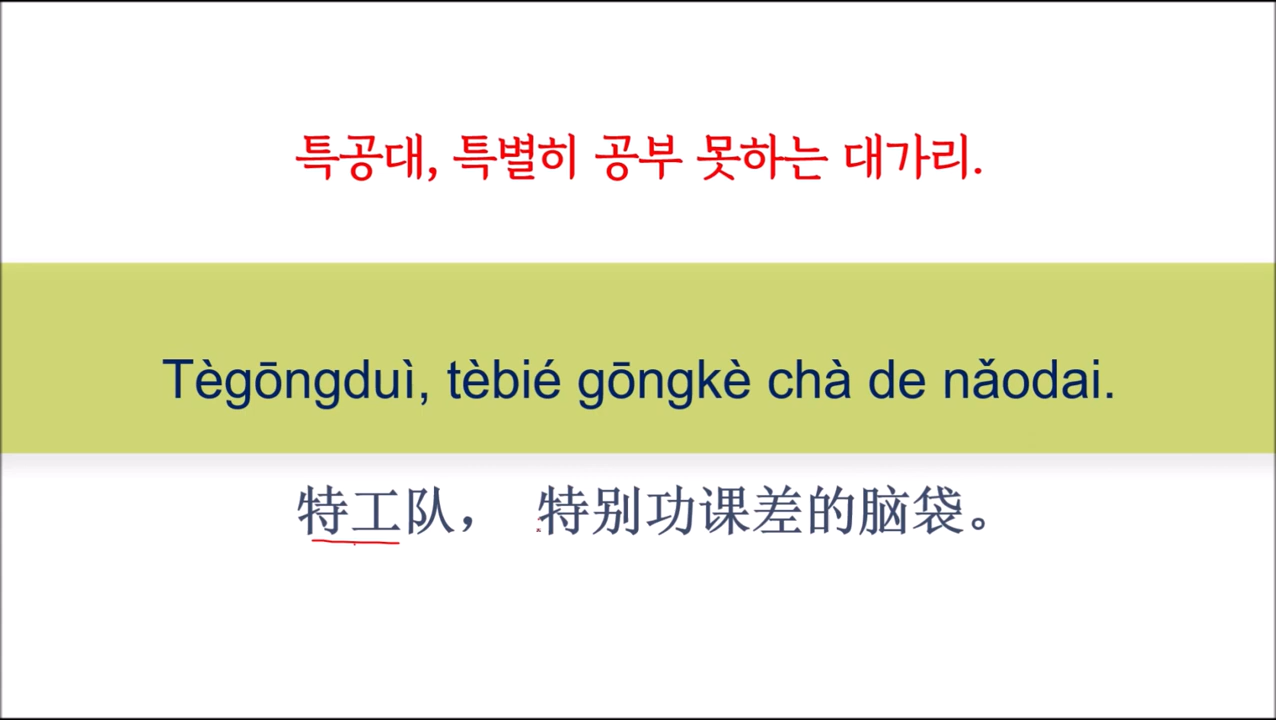 특공대, 특별히 공부 못하는 대가리.
Tègōngduì, tèbié gōngkè chà de nǎodai.
特工队， 特别功课差的脑袋。